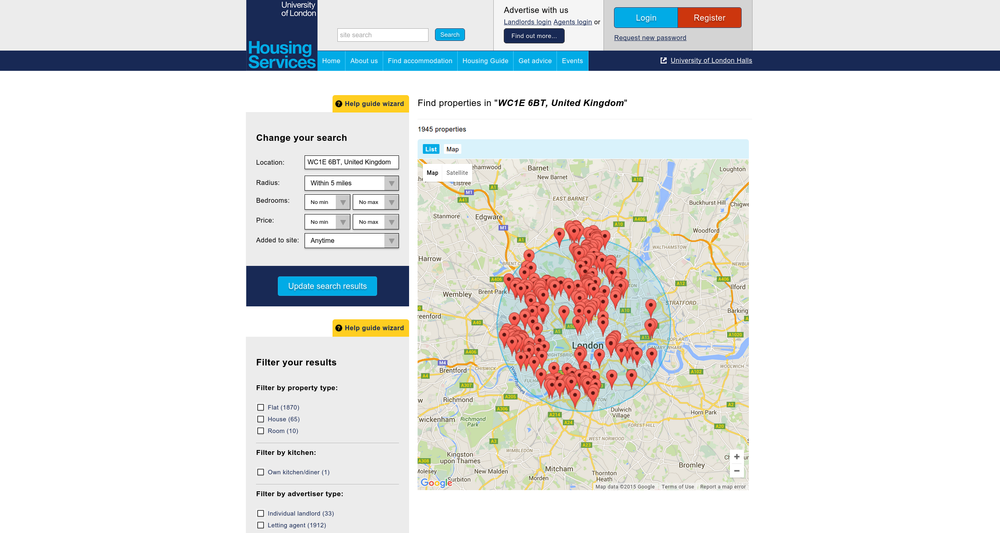 University
of London
Housing
Services
site search
Search
Advertise with us
Landlords login Agents login or
Find out more...
Login
Register
Request new password
Home
About us
Find accommodation
Housing Guide
Get advice
Events
University of London Halls
Help guide wizard
Change your search
Location:
WC1E 6BT, United Kingdom
Radius:
Within 5 miles
Bedrooms:
No min
No max
Price:
No min
No max
Added to site:
Anytime
Update search results
Help guide wizard
Filter your results
Filter by property type:
Flat (1870)
House (65)
Room (10)
Filter by kitchen:
Own kitchen/diner (1)
Filter by advertiser type:
Individual landlord (33)
Letting agent (1912)
Find properties in "WC1E 6BT, United Kingdom"
1945 properties
List
Map
Map
Satellite
ehamwood
Barnet
New Barnet
Loughton
Elstree
A10
A1
M1
A41
EAST BARNET
Buckhurst Hill
Chigwe
Stanmore
Edgware
A406
A10
M1
Woodford
A1
WALTHAMSTOW
Harrow
BRENT C
NGAY
NEWBU
A406
A406
A12
Ilford
Brent Park
Wembley
STRATFORD
A10
Barking
eenford
A40
A5
A13
A1020
POPLAR
London
CANARY WHARF
A406
NIGHTSBRID
M4
Brentford
CHISWICK
WOOLWICH
A102
A4
River Thames
FULHA
A307
A205
Richmond
A2
A306
Dulwich
Village
Horn Park
A214
wickenham
Richmond
Park
A24
FOREST HILL
A20
A3
WEST NORWOOD
A23
WIMBLEDON
Kingston
upon Thames
A308
Bromley
Molesey
New Malden
Mitcham
Thornton
Heath
Surbiton
Morden
Google
Map data ©2015 Google
Terms of Use
Report a map error